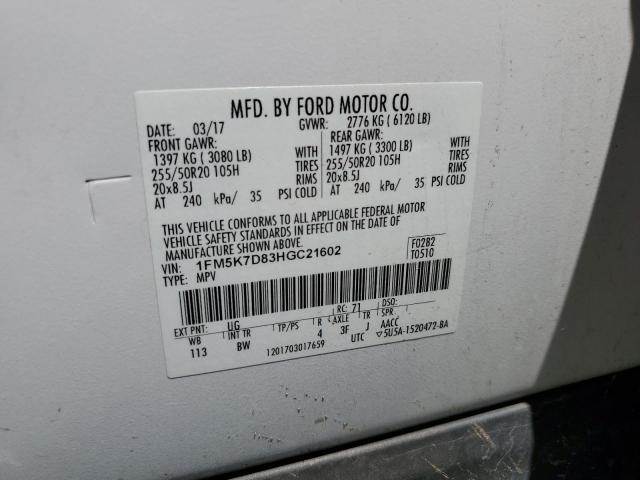 MFD. BY FORD MOTOR CO.
DATE: 03/17 GVWR: 2776 KG ( 6120 LB)
FRONT GAWR: REAR GAWR:
1397 KG ( 3080 LB) WITH 1497 KG ( 3300 LB) WITH
255/50R20 105H TIRES 255/50R20 105H TIRES
20x8.5J RIMS 20x8.5J RIMS
AT 240 kPa/ 35 PSI COLD AT 240 kPa/ 35 PSI COLD
THIS VEHICLE CONFORMS TO ALL APPLICABLE FEDERAL MOTOR
VEHICLE SAFETY STANDARDS IN EFFECT ON THE DATE OF
MANUFACTURE SHOWN ABOVE.
VIN: 1FM5K7D83HGC21602 F0282
TYPE: MPV T0510
EXT PNT: UG RC: 71 DSO:
WB INT TR TP/PS R AXLE TR SPR
113 BW 4 3F J AACC
1201703017659 UTC ▽5U5A-1520472-BA